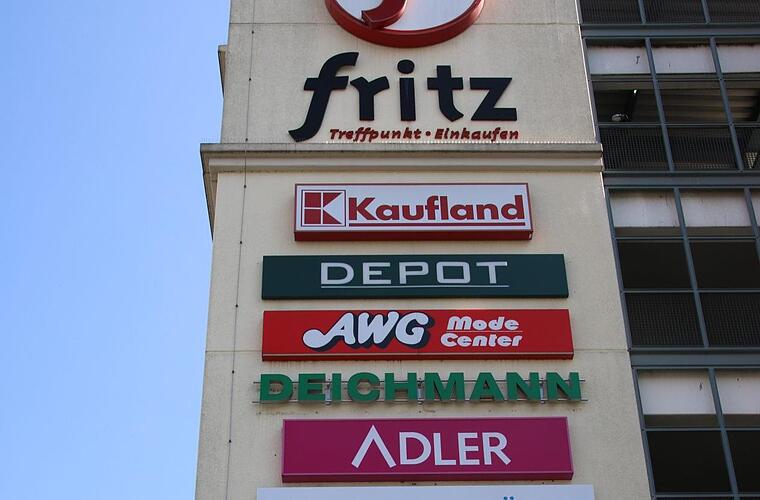 fritz
Treffpunkt · Einkaufen
Kaufland
DEPOT
AWG Mode
Center
DEICHMANN
ADLER